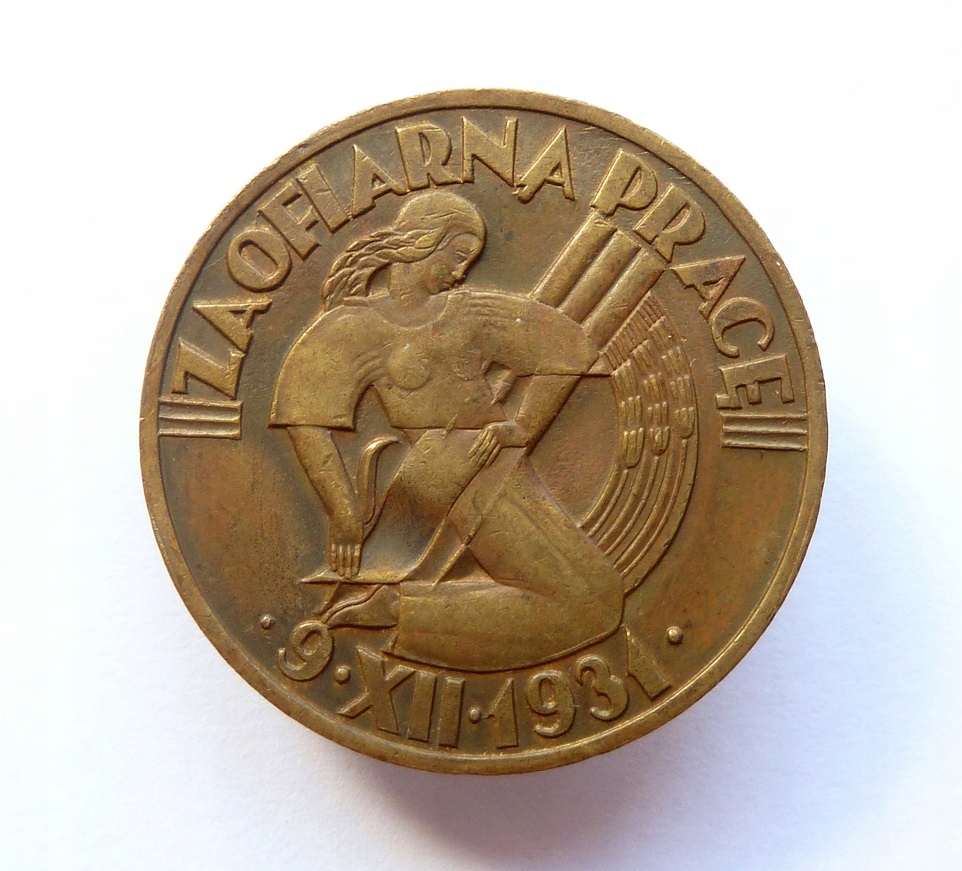 ZA OFIARNĄ PRACĘ
· 9 · XII · 1931 ·